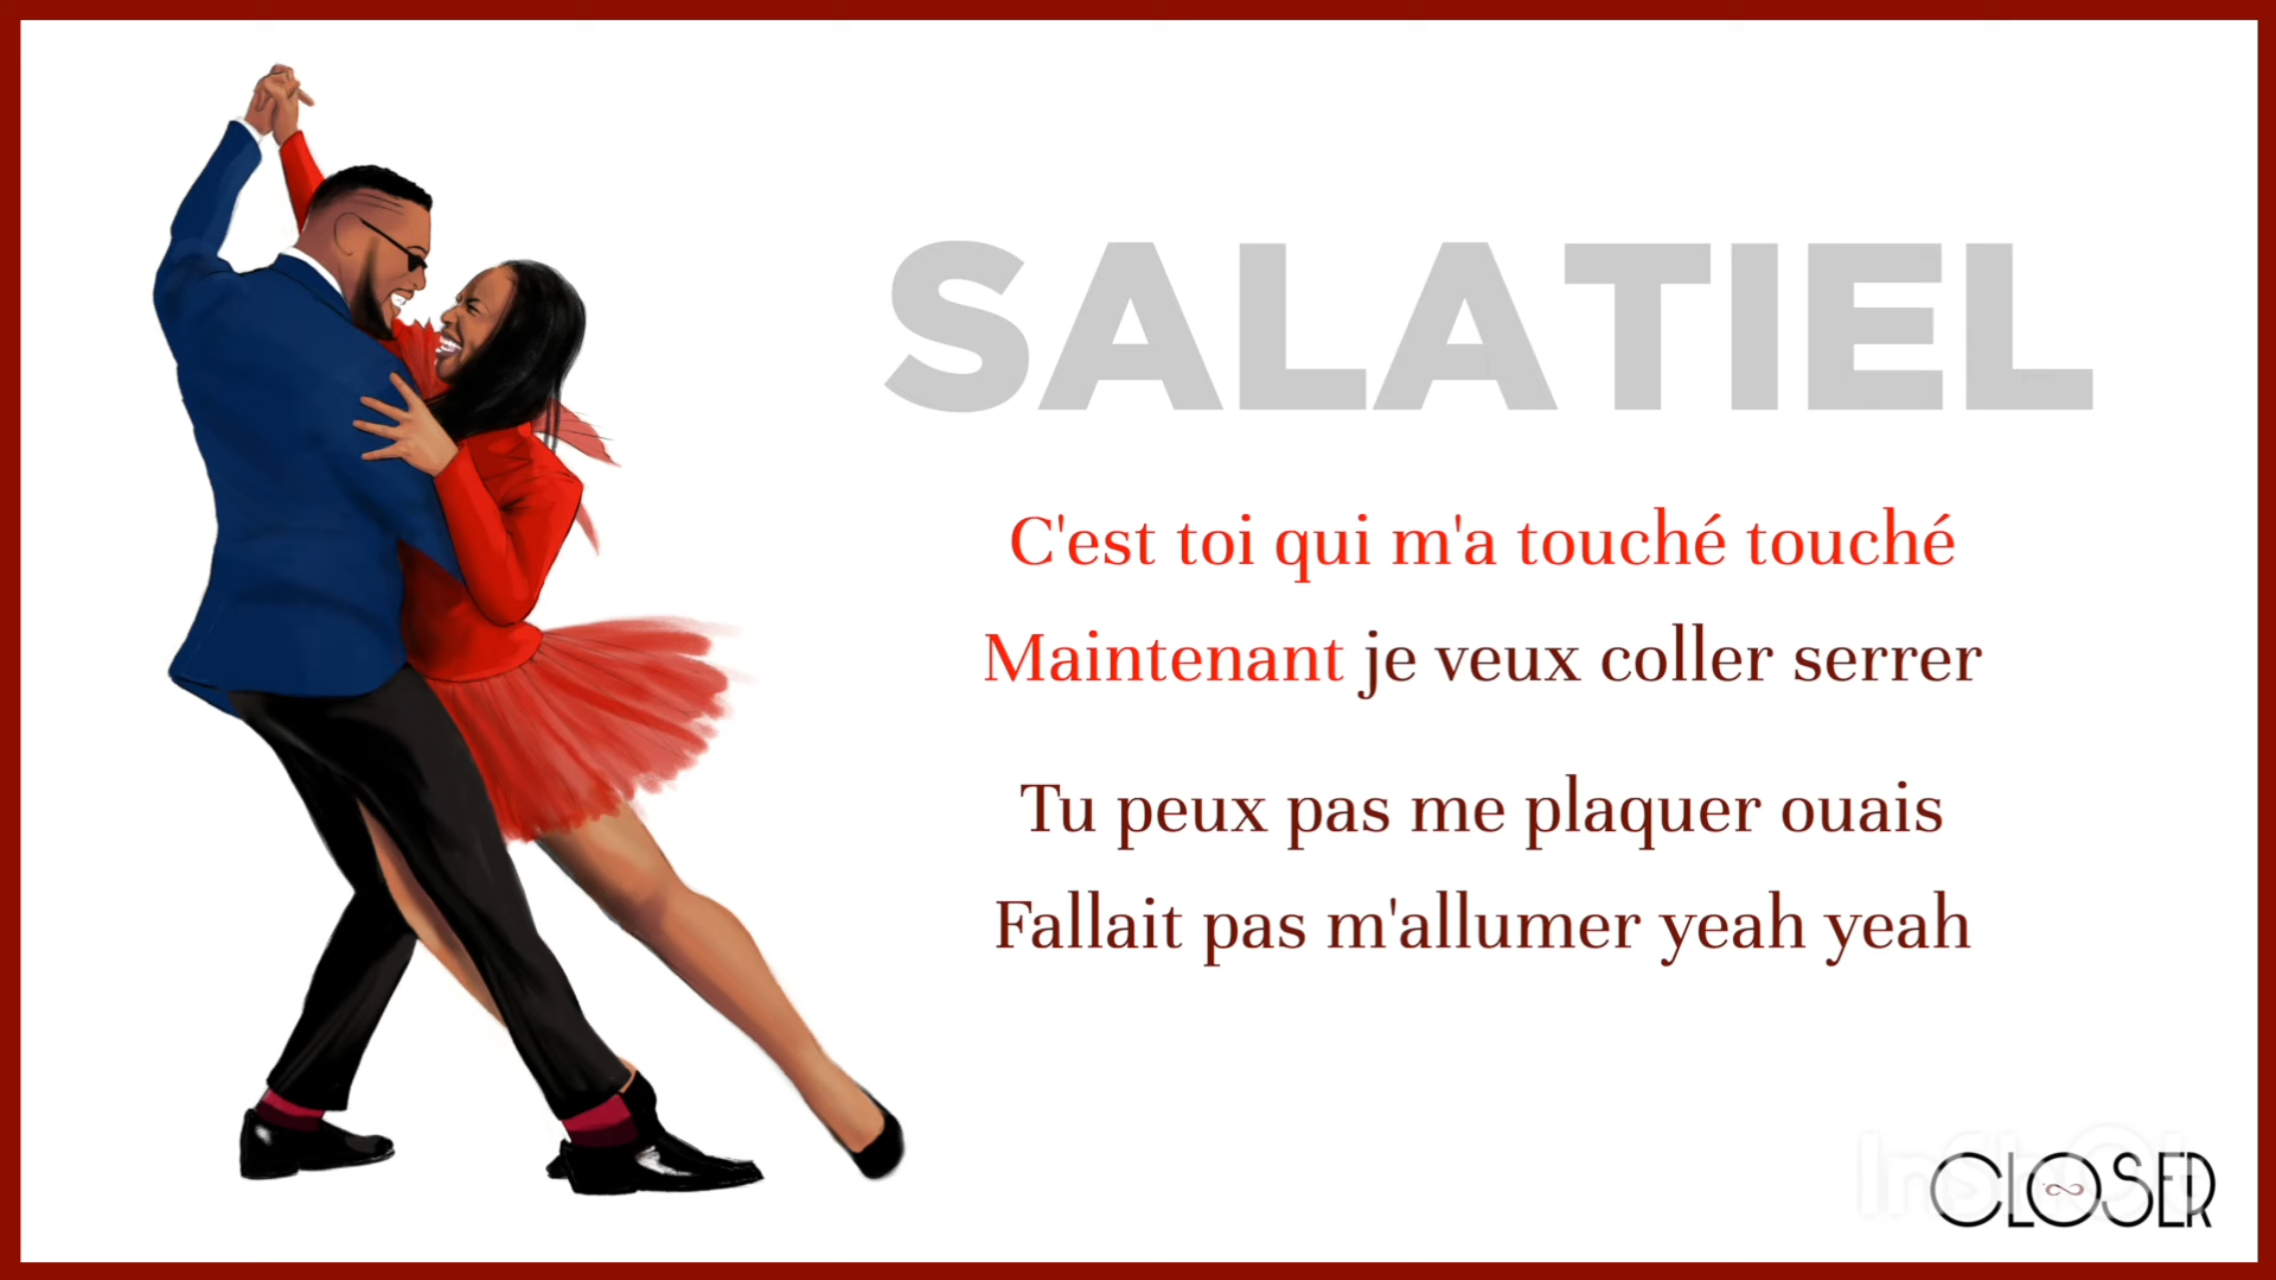 SALATIEL
C'est toi qui m'a touché touché
Maintenant je veux coller serrer
Tu peux pas me plaquer ouais
Fallait pas m'allumer yeah yeah
InShOt
CLOSER